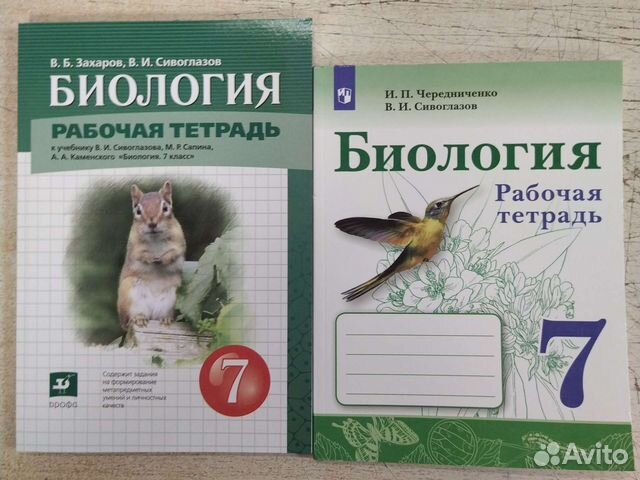 В. Б. Захаров, В. И. Сивоглазов
БИОЛОГИЯ
РАБОЧАЯ ТЕТРАДЬ
к учебнику В. И. Сивоглазова, М. Р. Сапина,
А. А. Каменского «Биология. 7 класс»
7
Содержит задания
на формирование
метапредметных
умений и личностных
качеств
дрофа
И. П. Чередниченко
В. И. Сивоглазов
Биология
Рабочая
тетрадь
7
Avito